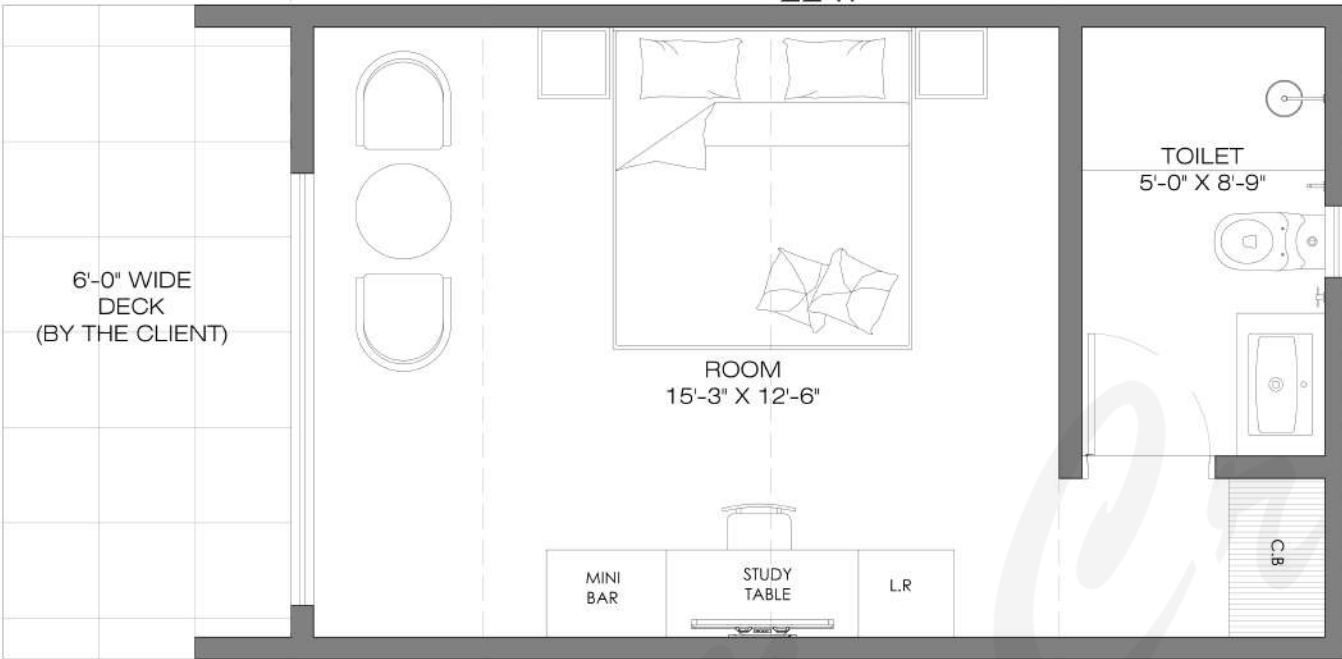 6'-0" WIDE
DECK
(BY THE CLIENT)
ROOM
15'-3" X 12'-6"
TOILET
5'-0" X 8'-9"
MINI
BAR
STUDY
TABLE
L.R
C.B